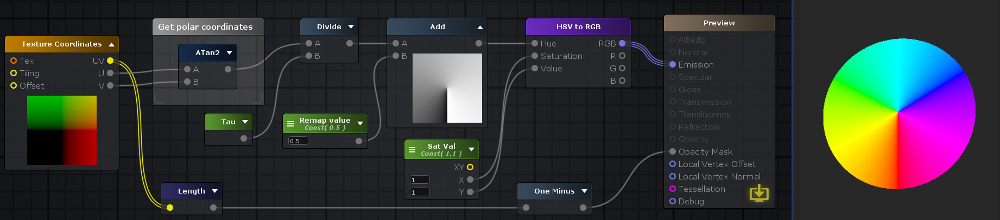 Texture Coordinates
Tex
UV
Tiling
U
Offset
V
Get polar coordinates
ATan2
A
B
Tau
Divide
A
B
Remap value
Const( 0.5 )
0.5
Add
A
B
Sat Val
Const( 1,1 )
XY
1
X
1
Y
Length
One Minus
HSV to RGB
Hue
RGB
Saturation
R
Value
G
B
Preview
Albedo
Normal
Emission
Specular
Gloss
Transmission
Translucency
Refraction
Opacity
Opacity Mask
Local Vertex Offset
Local Vertex Normal
Tessellation
Debug